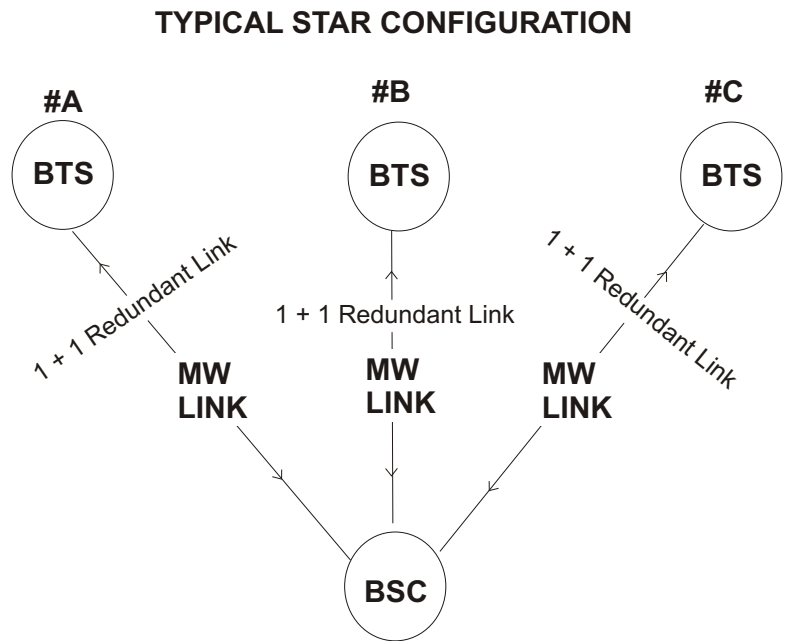 TYPICAL STAR CONFIGURATION
#A
#B
#C
BTS
BTS
BTS
1 + 1 Redundant Link
1 + 1 Redundant Link
1 + 1 Redundant Link
MW
LINK
MW
LINK
MW
LINK
BSC